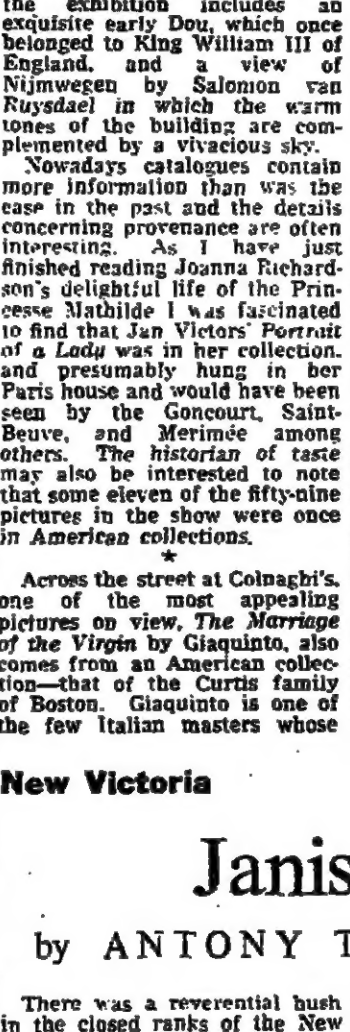 the exhibition includes an
exquisite early Dou, which once
belonged to King William III of
England, and a view of
Nijmwegen by Salomon van
Ruysdael in which the warm
tones of the building are com-
plemented by a vivacious sky.
Nowadays catalogues contain
more information than was the
case in the past and the details
concerning provenance are often
interesting. As I have just
finished reading Joanna Richard-
son's delightful life of the Prin-
cesse Mathilde I was fascinated
to find that Jan Victors' Portrait
of a Lady was in her collection,
and presumably hung in her
Paris house and would have been
seen by the Goncourt, Saint-
Beuve, and Merimée among
others. The historian of taste
may also be interested to note
that some eleven of the fifty-nine
pictures in the show were once
in American collections.
★
Across the street at Colnaghi's,
one of the most appealing
pictures on view, The Marriage
of the Virgin by Giaquinto, also
comes from an American collec-
tion—that of the Curtis family
of Boston. Giaquinto is one of
the few Italian masters whose
New Victoria
Janis
by ANTONY T
There was a reverential hush
in the closed ranks of the New